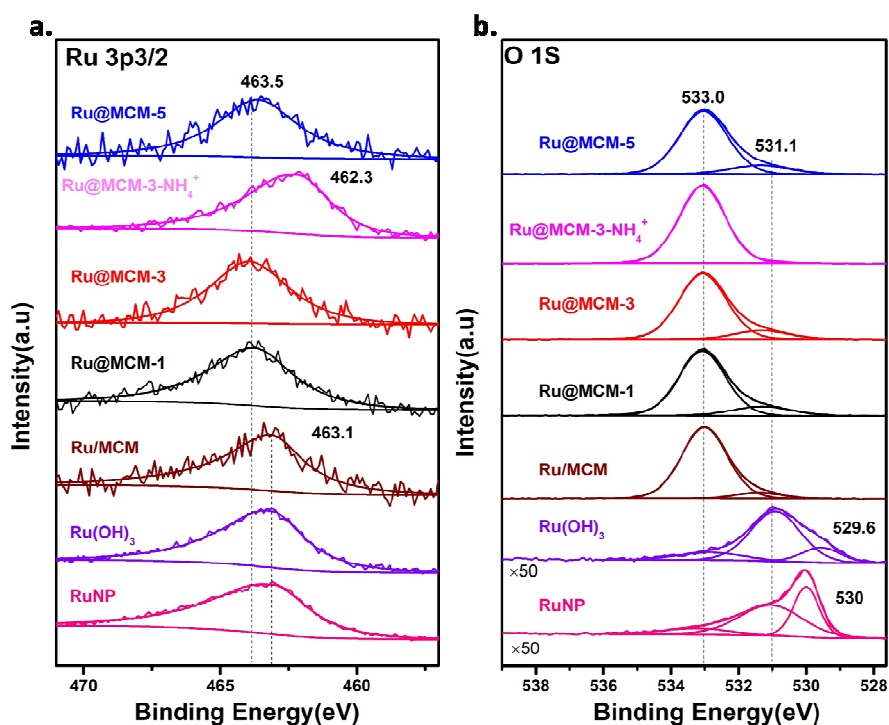 a.
Ru 3p3/2
463.5
Ru@MCM-5
462.3
Ru@MCM-3-NH₄⁺
Ru@MCM-3
Ru@MCM-1
463.1
Ru/MCM
Ru(OH)₃
RuNP
Intensity(a.u)
470 465 460
Binding Energy(eV)
b.
O 1S
533.0
531.1
Ru@MCM-5
Ru@MCM-3-NH₄⁺
Ru@MCM-3
Ru@MCM-1
Ru/MCM
Ru(OH)₃
529.6
×50
RuNP
530
×50
Intensity(a.u)
538 536 534 532 530 528
Binding Energy(eV)